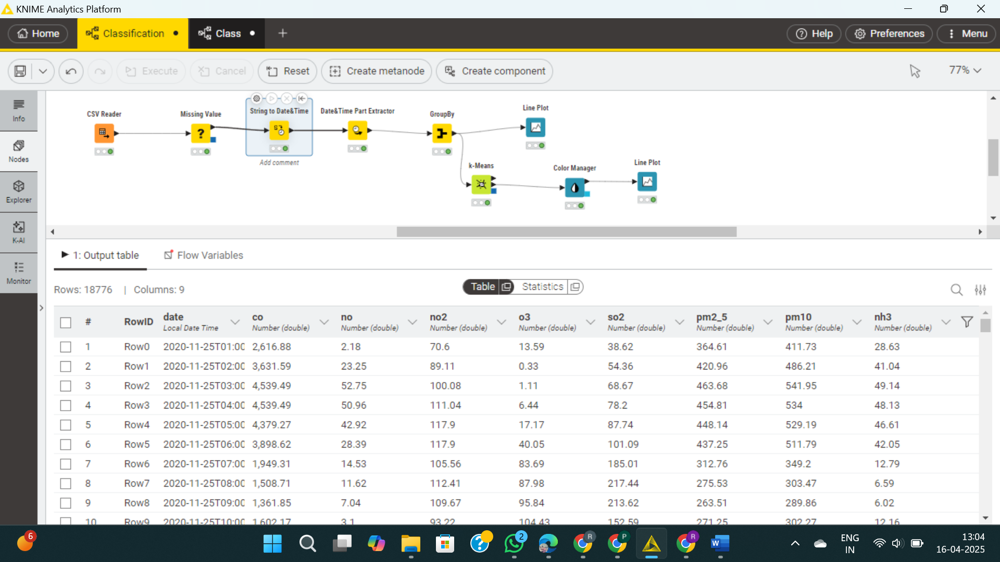 KNIME Analytics Platform
Home
Classification
Class
Help
Preferences
Menu
Execute
Cancel
Reset
Create metanode
Create component
77%
Info
Nodes
Explorer
K-AI
Monitor
CSV Reader
Missing Value
String to Date&Time
Date&Time Part Extractor
GroupBy
Line Plot
Add comment
k-Means
Color Manager
Line Plot
1: Output table
Flow Variables
Rows: 18776 | Columns: 9
Table
Statistics
# RowID date co no no2 o3 so2 pm2_5 pm10 nh3
Local Date Time Number (double) Number (double) Number (double) Number (double) Number (double) Number (double) Number (double) Number (double)
1 Row0 2020-11-25T01:00 2,616.88 2.18 70.6 13.59 38.62 364.61 411.73 28.63
2 Row1 2020-11-25T02:00 3,631.59 23.25 89.11 0.33 54.36 420.96 486.21 41.04
3 Row2 2020-11-25T03:00 4,539.49 52.75 100.08 1.11 68.67 463.68 541.95 49.14
4 Row3 2020-11-25T04:00 4,539.49 50.96 111.04 6.44 78.2 454.81 534 48.13
5 Row4 2020-11-25T05:00 4,379.27 42.92 117.9 17.17 87.74 448.14 529.19 46.61
6 Row5 2020-11-25T06:00 3,898.62 28.39 117.9 40.05 101.09 437.25 511.79 42.05
7 Row6 2020-11-25T07:00 1,949.31 14.53 105.56 83.69 185.01 312.76 349.2 12.79
8 Row7 2020-11-25T08:00 1,508.71 11.62 112.41 87.98 217.44 275.53 303.47 6.59
9 Row8 2020-11-25T09:00 1,361.85 7.04 109.67 95.84 213.62 263.51 289.86 6.02
10 Row9 2020-11-25T10:00 1,602.17 3.1 93.22 104.43 152.59 271.25 302.27 12.16
6
2
R
P
R
W
ENG
IN
13:04
16-04-2025